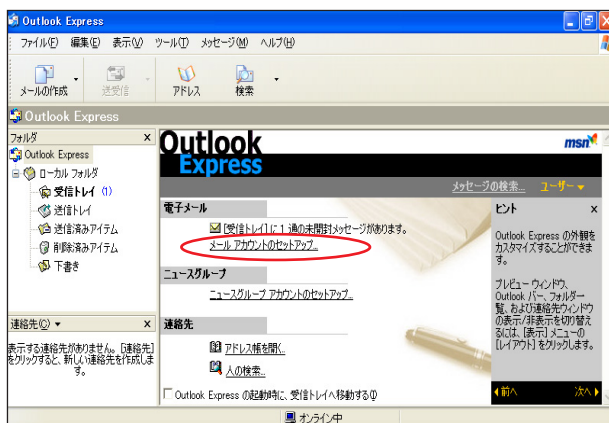 Outlook Express
ファイル(F) 編集(E) 表示(V) ツール(T) メッセージ(M) ヘルプ(H)
メールの作成 送受信 アドレス 検索
Outlook Express
フォルダ ×
Outlook Express
ローカル フォルダ
受信トレイ (1)
送信トレイ
送信済みアイテム
削除済みアイテム
下書き
連絡先(C) ▼ ×
表示する連絡先がありません。[連絡先]
をクリックすると、新しい連絡先を作成しま
す。
Outlook
Express
msn
メッセージの検索... ユーザー ▼
電子メール
[受信トレイ] に 1 通の未開封メッセージがあります。
メール アカウントのセットアップ...
ニュースグループ
ニュースグループ アカウントのセットアップ...
連絡先
アドレス帳を開く...
人の検索...
Outlook Express の起動時に、受信トレイへ移動する(I)
ヒント ×
Outlook Express の外観を
カスタマイズすることができま
す。
プレビュー ウィンドウ、
Outlook バー、フォルダ一
覧、および連絡先ウィンドウ
の表示/非表示を切り替え
るには、[表示] メニューの
[レイアウト] をクリックします。
前へ 次へ
オンライン中